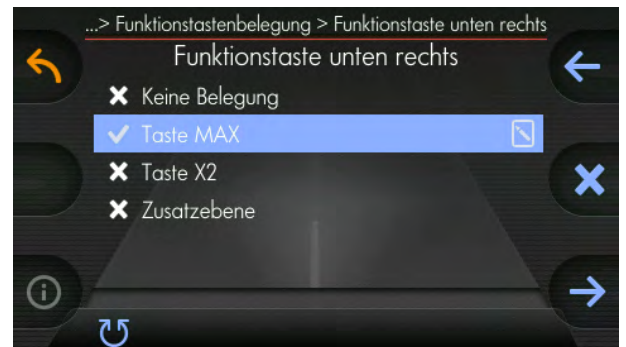 ...> Funktionstastenbelegung > Funktionstaste unten rechts
Funktionstaste unten rechts
Keine Belegung
Taste MAX
Taste X2
Zusatzebene